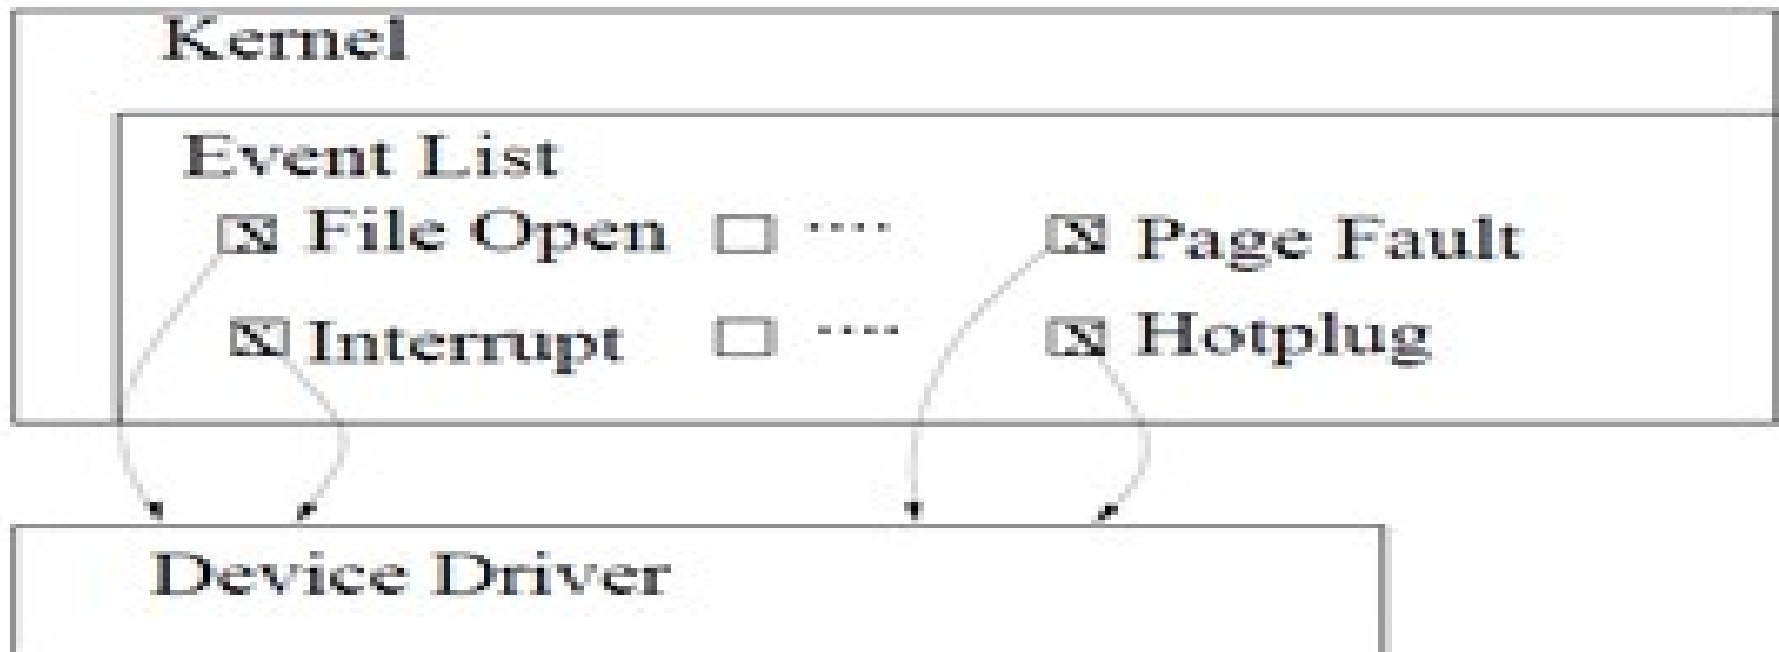 Kernel
Event List
File Open .... Page Fault
Interrupt .... Hotplug
Device Driver